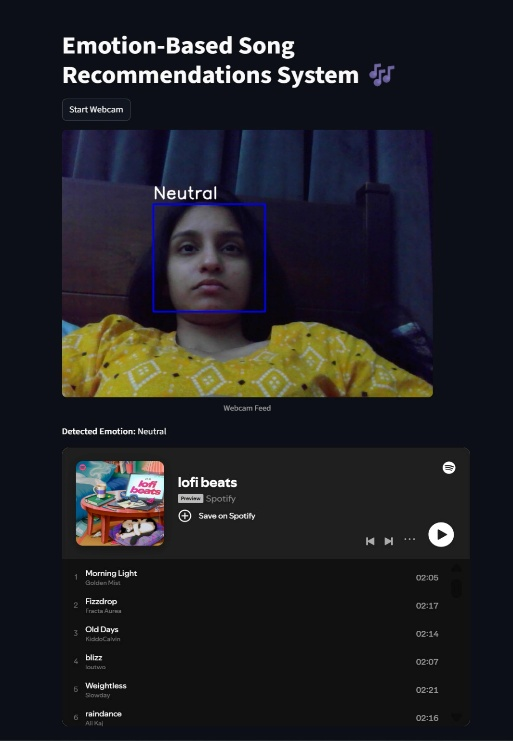 Emotion-Based Song
Recommendations System
Start Webcam
Neutral
Webcam Feed
Detected Emotion: Neutral
lofi beats
lofi beats
Preview Spotify
Save on Spotify
1 Morning Light 02:05
Golden Mist
2 Fizzdrop 02:17
Fracta Aurea
3 Old Days 02:14
KiddoCalvin
4 blizz 02:07
5 Weightless 02:21
Slowday
6 raindance 02:16
Ali Kaj